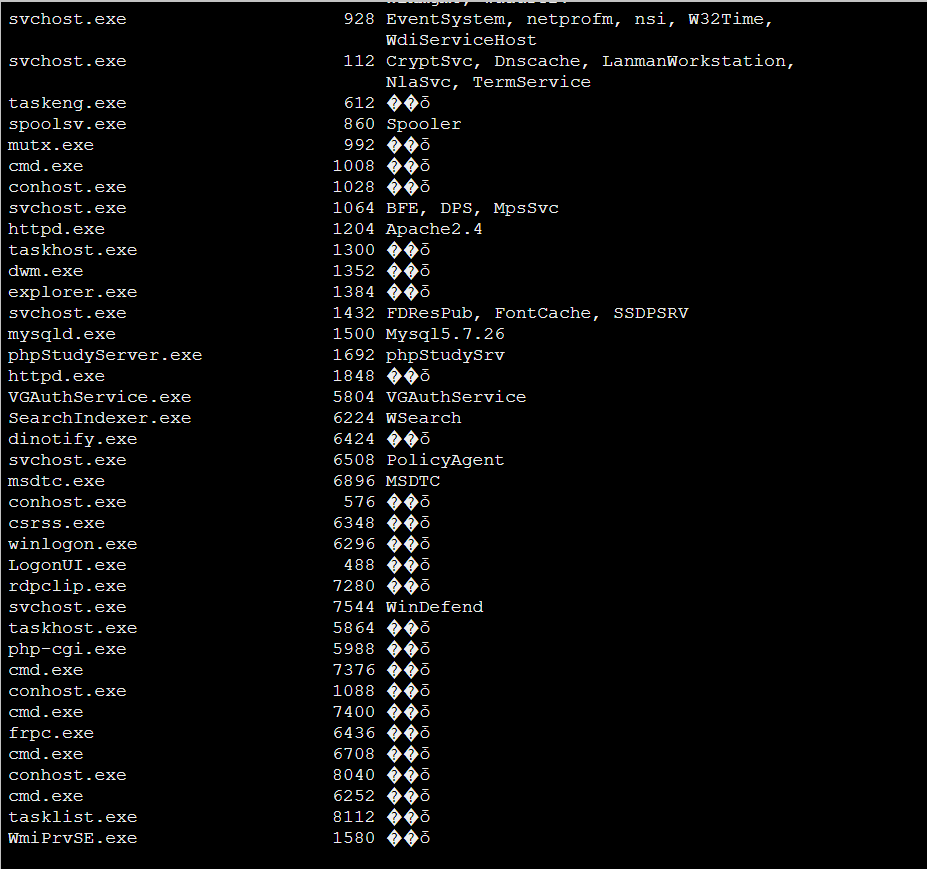 svchost.exe 928 EventSystem, netprofm, nsi, W32Time,
WdiServiceHost
svchost.exe 112 CryptSvc, Dnscache, LanmanWorkstation,
NlaSvc, TermService
taskeng.exe 612 ��ȱ
spoolsv.exe 860 Spooler
mutx.exe 992 ��ȱ
cmd.exe 1008 ��ȱ
conhost.exe 1028 ��ȱ
svchost.exe 1064 BFE, DPS, MpsSvc
httpd.exe 1204 Apache2.4
taskhost.exe 1300 ��ȱ
dwm.exe 1352 ��ȱ
explorer.exe 1384 ��ȱ
svchost.exe 1432 FDResPub, FontCache, SSDPSRV
mysqld.exe 1500 Mysql5.7.26
phpStudyServer.exe 1692 phpStudySrv
httpd.exe 1848 ��ȱ
VGAuthService.exe 5804 VGAuthService
SearchIndexer.exe 6224 WSearch
dinotify.exe 6424 ��ȱ
svchost.exe 6508 PolicyAgent
msdtc.exe 6896 MSDTC
conhost.exe 576 ��ȱ
csrss.exe 6348 ��ȱ
winlogon.exe 6296 ��ȱ
LogonUI.exe 488 ��ȱ
rdpclip.exe 7280 ��ȱ
svchost.exe 7544 WinDefend
taskhost.exe 5864 ��ȱ
php-cgi.exe 5988 ��ȱ
cmd.exe 7376 ��ȱ
conhost.exe 1088 ��ȱ
cmd.exe 7400 ��ȱ
frpc.exe 6436 ��ȱ
cmd.exe 6708 ��ȱ
conhost.exe 8040 ��ȱ
cmd.exe 6252 ��ȱ
tasklist.exe 8112 ��ȱ
WmiPrvSE.exe 1580 ��ȱ